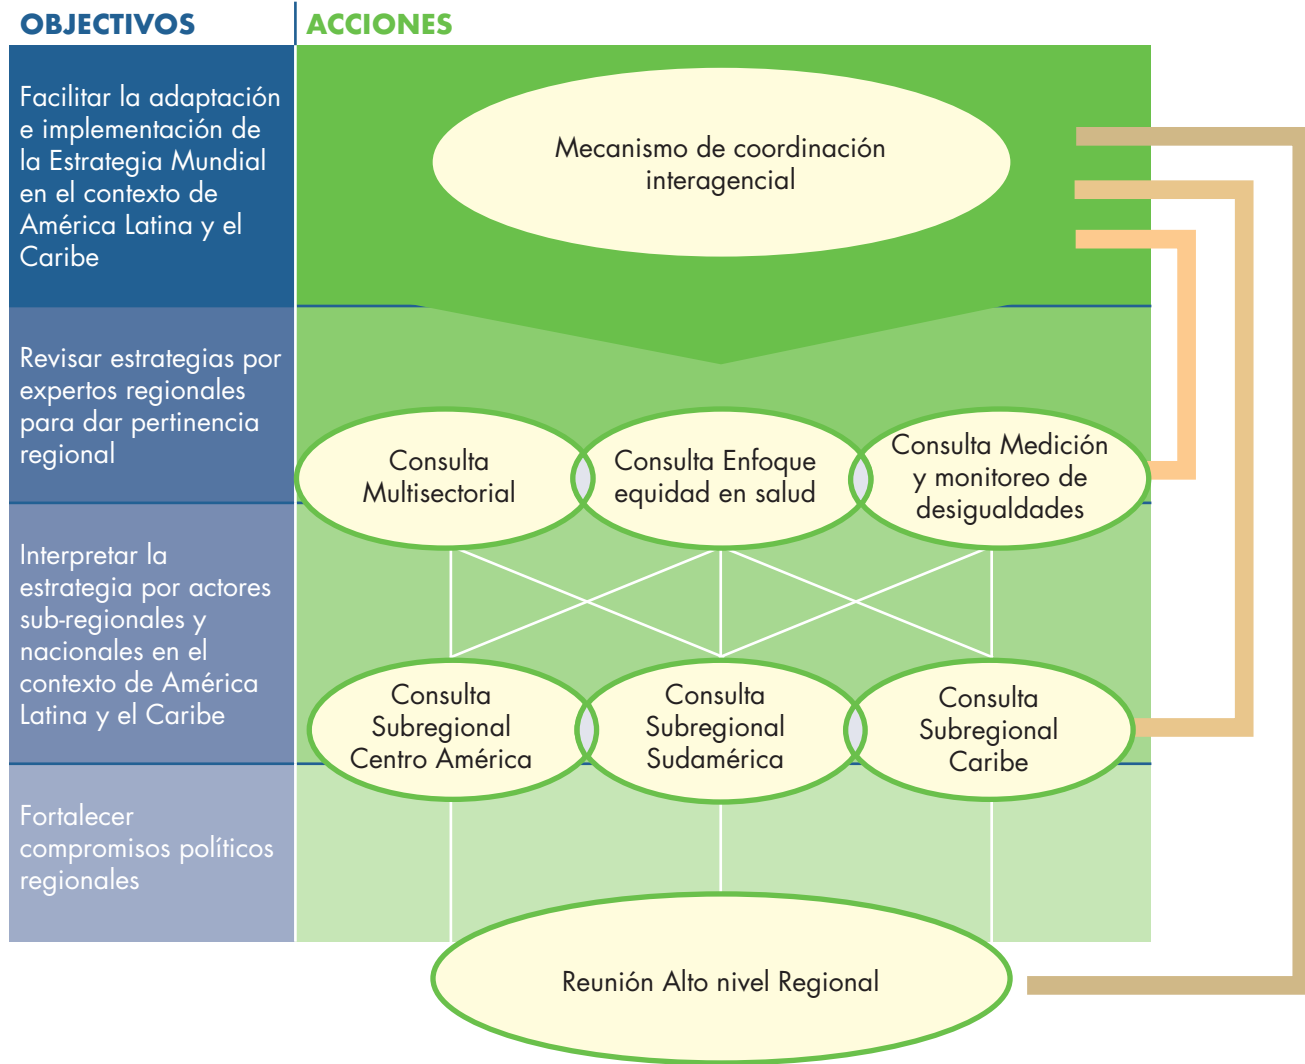 OBJECTIVOS
ACCIONES
Facilitar la adaptación
e implementación de
la Estrategia Mundial
en el contexto de
América Latina y el
Caribe
Mecanismo de coordinación
interagencial
Revisar estrategias por
expertos regionales
para dar pertinencia
regional
Consulta
Multisectorial
Consulta Enfoque
equidad en salud
Consulta Medición
y monitoreo de
desigualdades
Interpretar la
estrategia por actores
sub-regionales y
nacionales en el
contexto de América
Latina y el Caribe
Consulta
Subregional
Centro América
Consulta
Subregional
Sudamérica
Consulta
Subregional
Caribe
Fortalecer
compromisos políticos
regionales
Reunión Alto nivel Regional